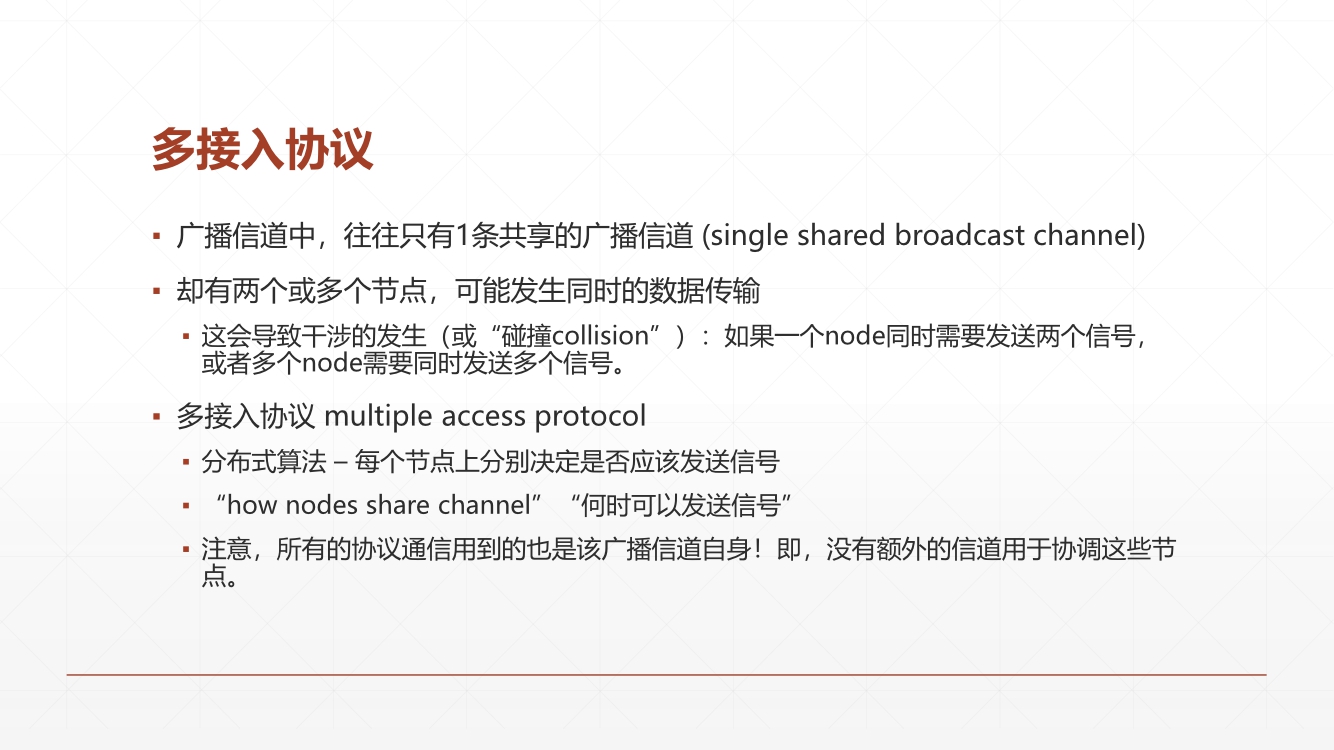 多接入协议
▪ 广播信道中，往往只有1条共享的广播信道 (single shared broadcast channel)
▪ 却有两个或多个节点，可能发生同时的数据传输
▪ 这会导致干涉的发生（或“碰撞collision”）：如果一个node同时需要发送两个信号，
或者多个node需要同时发送多个信号。
▪ 多接入协议 multiple access protocol
▪ 分布式算法 – 每个节点上分别决定是否应该发送信号
▪ “how nodes share channel” “何时可以发送信号”
▪ 注意，所有的协议通信用到的也是该广播信道自身！即，没有额外的信道用于协调这些节
点。